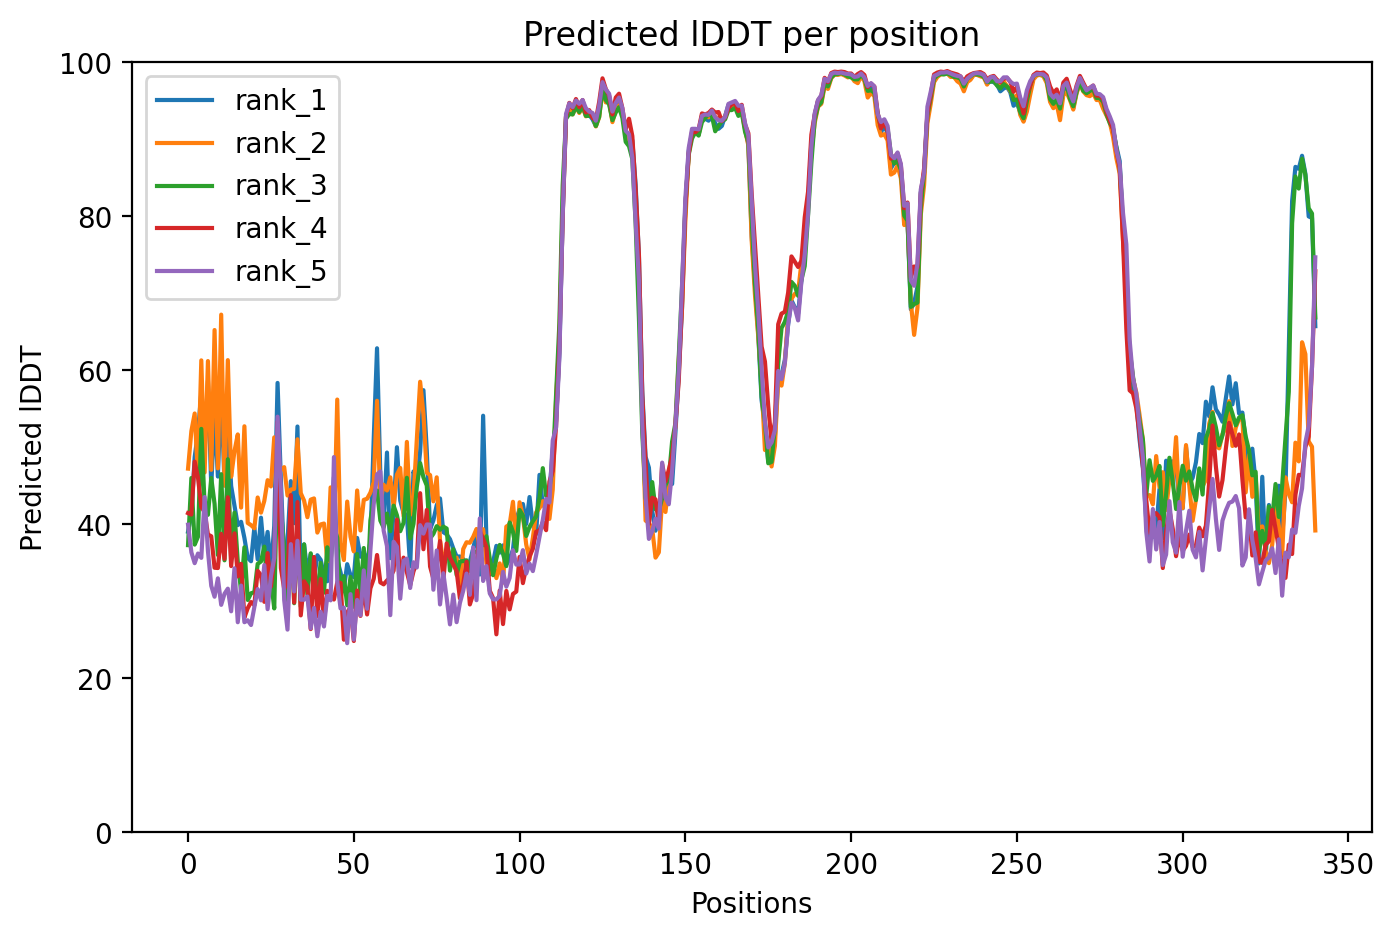 Predicted lDDT per position
100
80
60
40
20
0
Predicted lDDT
rank_1
rank_2
rank_3
rank_4
rank_5
0 50 100 150 200 250 300 350
Positions